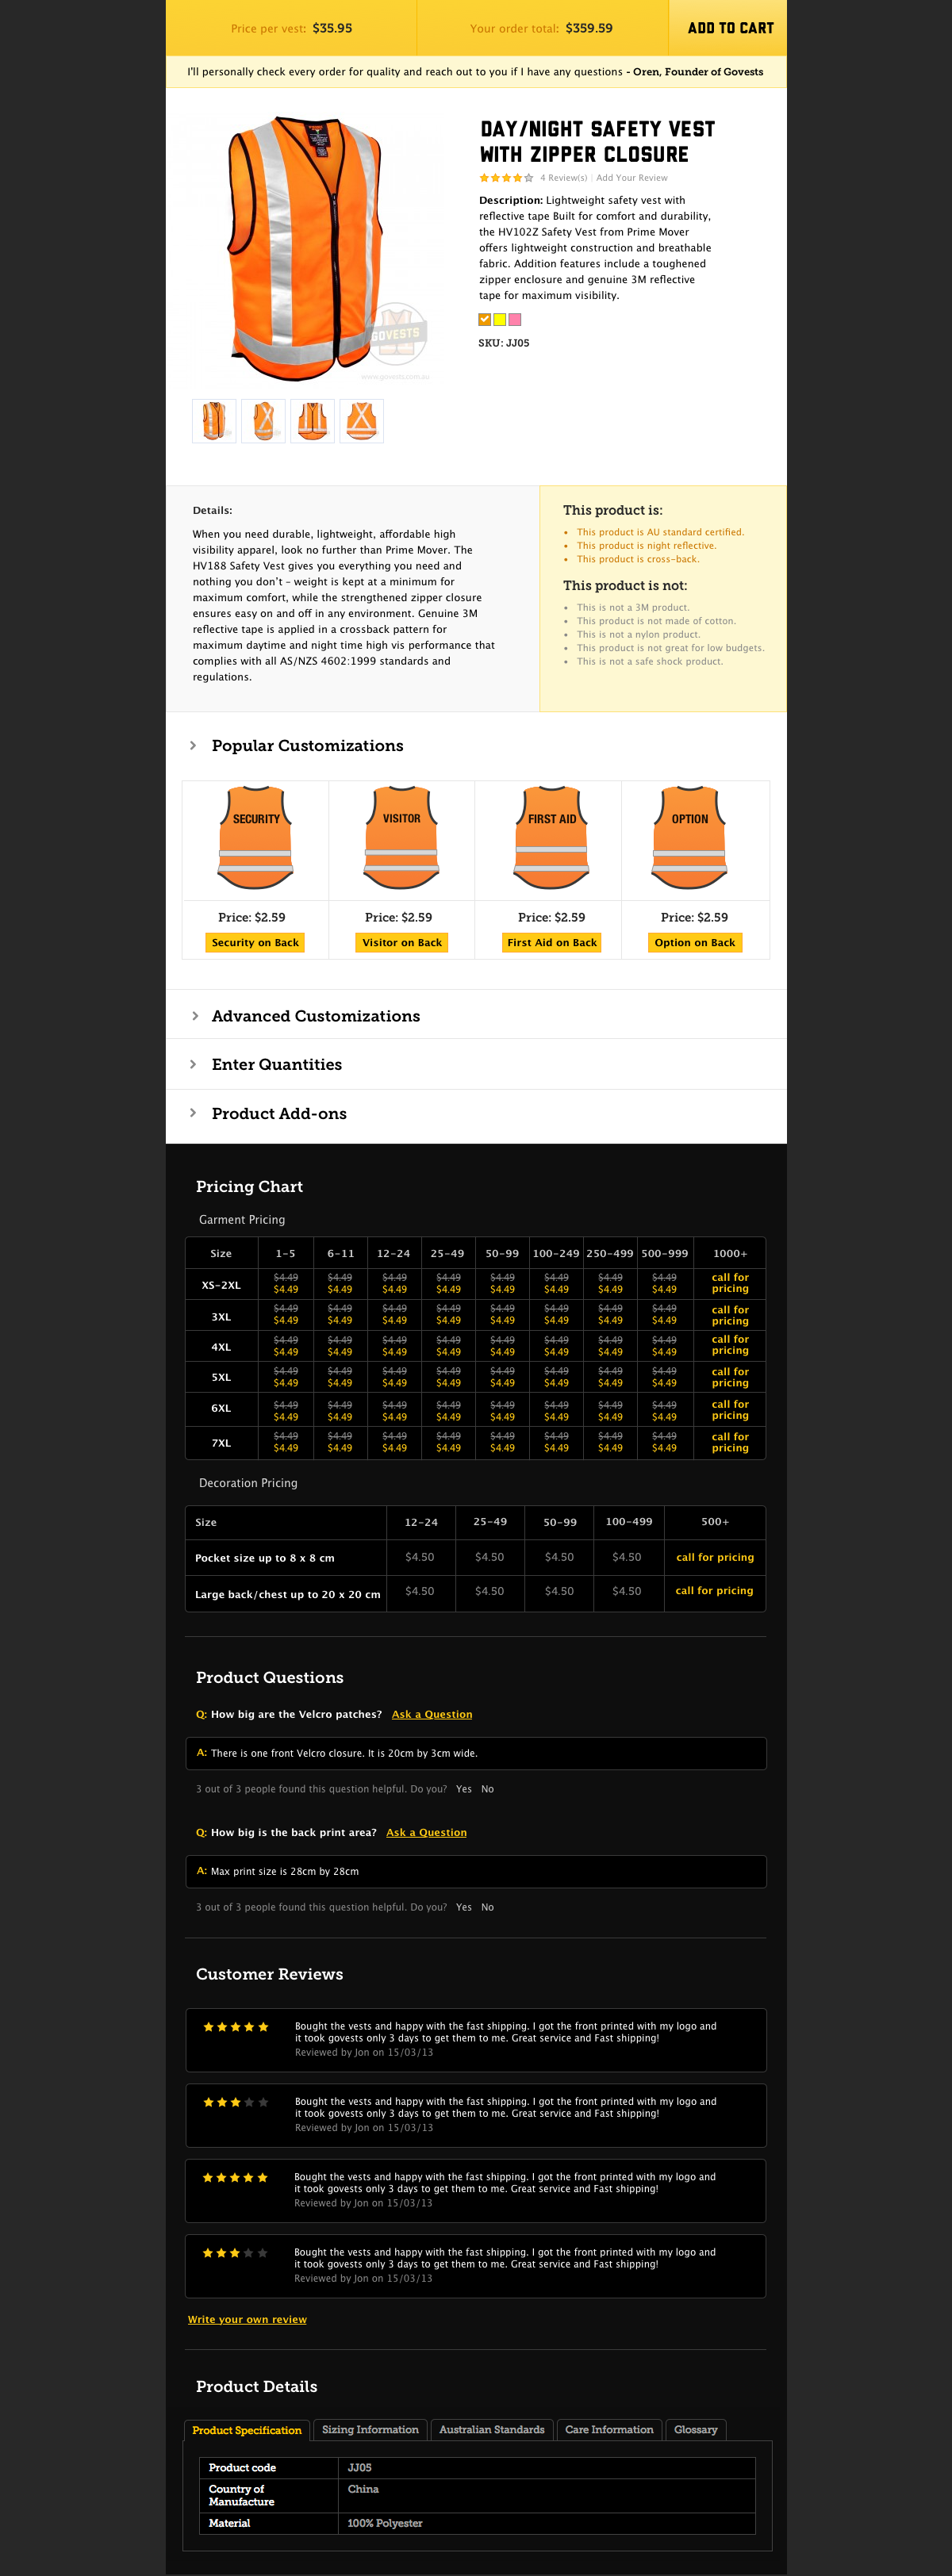 Price per vest: $35.95 Your order total: $359.59 ADD TO CART
I'll personally check every order for quality and reach out to you if I have any questions - Oren, Founder of Govests
DAY/NIGHT SAFETY VEST
WITH ZIPPER CLOSURE
4 Review(s) | Add Your Review
Description: Lightweight safety vest with
reflective tape Built for comfort and durability,
the HV102Z Safety Vest from Prime Mover
offers lightweight construction and breathable
fabric. Addition features include a toughened
zipper enclosure and genuine 3M reflective
tape for maximum visibility.
SKU: JJ05
GOVESTS
www.govests.com.au
Details:
When you need durable, lightweight, affordable high
visibility apparel, look no further than Prime Mover. The
HV188 Safety Vest gives you everything you need and
nothing you don't – weight is kept at a minimum for
maximum comfort, while the strengthened zipper closure
ensures easy on and off in any environment. Genuine 3M
reflective tape is applied in a crossback pattern for
maximum daytime and night time high vis performance that
complies with all AS/NZS 4602:1999 standards and
regulations.
This product is:
• This product is AU standard certified.
• This product is night reflective.
• This product is cross-back.
This product is not:
• This is not a 3M product.
• This product is not made of cotton.
• This is not a nylon product.
• This product is not great for low budgets.
• This is not a safe shock product.
Popular Customizations
SECURITY VISITOR FIRST AID OPTION
Price: $2.59 Price: $2.59 Price: $2.59 Price: $2.59
Security on Back Visitor on Back First Aid on Back Option on Back
Advanced Customizations
Enter Quantities
Product Add-ons
Pricing Chart
Garment Pricing
Size 1-5 6-11 12-24 25-49 50-99 100-249 250-499 500-999 1000+
$4.49 $4.49 $4.49 $4.49 $4.49 $4.49 $4.49 $4.49 call for
XS-2XL $4.49 $4.49 $4.49 $4.49 $4.49 $4.49 $4.49 $4.49 pricing
$4.49 $4.49 $4.49 $4.49 $4.49 $4.49 $4.49 $4.49 call for
3XL $4.49 $4.49 $4.49 $4.49 $4.49 $4.49 $4.49 $4.49 pricing
$4.49 $4.49 $4.49 $4.49 $4.49 $4.49 $4.49 $4.49 call for
4XL $4.49 $4.49 $4.49 $4.49 $4.49 $4.49 $4.49 $4.49 pricing
$4.49 $4.49 $4.49 $4.49 $4.49 $4.49 $4.49 $4.49 call for
5XL $4.49 $4.49 $4.49 $4.49 $4.49 $4.49 $4.49 $4.49 pricing
$4.49 $4.49 $4.49 $4.49 $4.49 $4.49 $4.49 $4.49 call for
6XL $4.49 $4.49 $4.49 $4.49 $4.49 $4.49 $4.49 $4.49 pricing
$4.49 $4.49 $4.49 $4.49 $4.49 $4.49 $4.49 $4.49 call for
7XL $4.49 $4.49 $4.49 $4.49 $4.49 $4.49 $4.49 $4.49 pricing
Decoration Pricing
Size 12-24 25-49 50-99 100-499 500+
Pocket size up to 8 x 8 cm $4.50 $4.50 $4.50 $4.50 call for pricing
Large back/chest up to 20 x 20 cm $4.50 $4.50 $4.50 $4.50 call for pricing
Product Questions
Q: How big are the Velcro patches? Ask a Question
A: There is one front Velcro closure. It is 20cm by 3cm wide.
3 out of 3 people found this question helpful. Do you? Yes No
Q: How big is the back print area? Ask a Question
A: Max print size is 28cm by 28cm
3 out of 3 people found this question helpful. Do you? Yes No
Customer Reviews
Bought the vests and happy with the fast shipping. I got the front printed with my logo and
it took govests only 3 days to get them to me. Great service and Fast shipping!
Reviewed by Jon on 15/03/13
Bought the vests and happy with the fast shipping. I got the front printed with my logo and
it took govests only 3 days to get them to me. Great service and Fast shipping!
Reviewed by Jon on 15/03/13
Bought the vests and happy with the fast shipping. I got the front printed with my logo and
it took govests only 3 days to get them to me. Great service and Fast shipping!
Reviewed by Jon on 15/03/13
Bought the vests and happy with the fast shipping. I got the front printed with my logo and
it took govests only 3 days to get them to me. Great service and Fast shipping!
Reviewed by Jon on 15/03/13
Write your own review
Product Details
Product Specification Sizing Information Australian Standards Care Information Glossary
Product code JJ05
Country of China
Manufacture
Material 100% Polyester